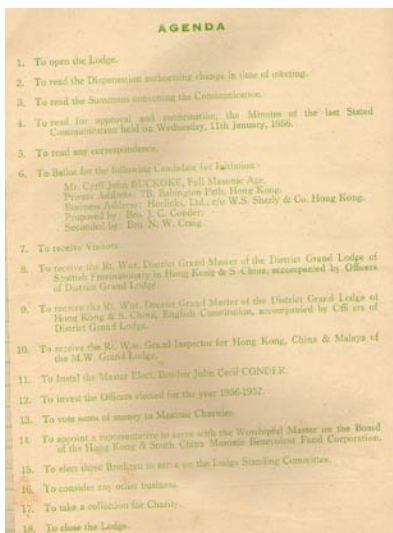 AGENDA
1. To open the Lodge.
2. To read the Dispensation authorising change in time of meeting.
3. To read the Summons convening the Communication.
4. To read for approval and confirmation, the Minutes of the last Stated
Communication held on Wednesday, 11th January, 1956.
5. To read any correspondence.
6. To Ballot for the following Candidate for Initiation:-
Mr. Cyril John BUCKOKE, Full Masonic Age.
Private Address: 7B, Babington Path, Hong Kong.
Business Address: Horlicks, Ltd., c/o W.S. Sherly & Co. Hong Kong.
Proposed by: Bro. J. C. Conder.
Seconded by: Bro. N. W. Craig.
7. To receive Visitors.
8. To receive the Rt. Wor. District Grand Master of the District Grand Lodge of
Scottish Freemasonry in Hong Kong & S. China, accompanied by Officers
of District Grand Lodge.
9. To receive the Rt. Wor. District Grand Master of the District Grand Lodge of
Hong Kong & S. China, English Constitution, accompanied by Officers of
District Grand Lodge.
10. To receive the Rt. Wor. Grand Inspector for Hong Kong, China & Malaya of
the M.W. Grand Lodge.
11. To Instal the Master Elect, Brother John Cecil CONDER.
12. To invest the Officers elected for the year 1956-1957.
13. To vote sums of money to Masonic Charities.
14. To appoint a representative to serve with the Worshipful Master on the Board
of the Hong Kong & South China Masonic Benevolent Fund Corporation.
15. To elect three Brethren to serve on the Lodge Standing Committee.
16. To consider any other business.
17. To take a collection for Charity.
18. To close the Lodge.